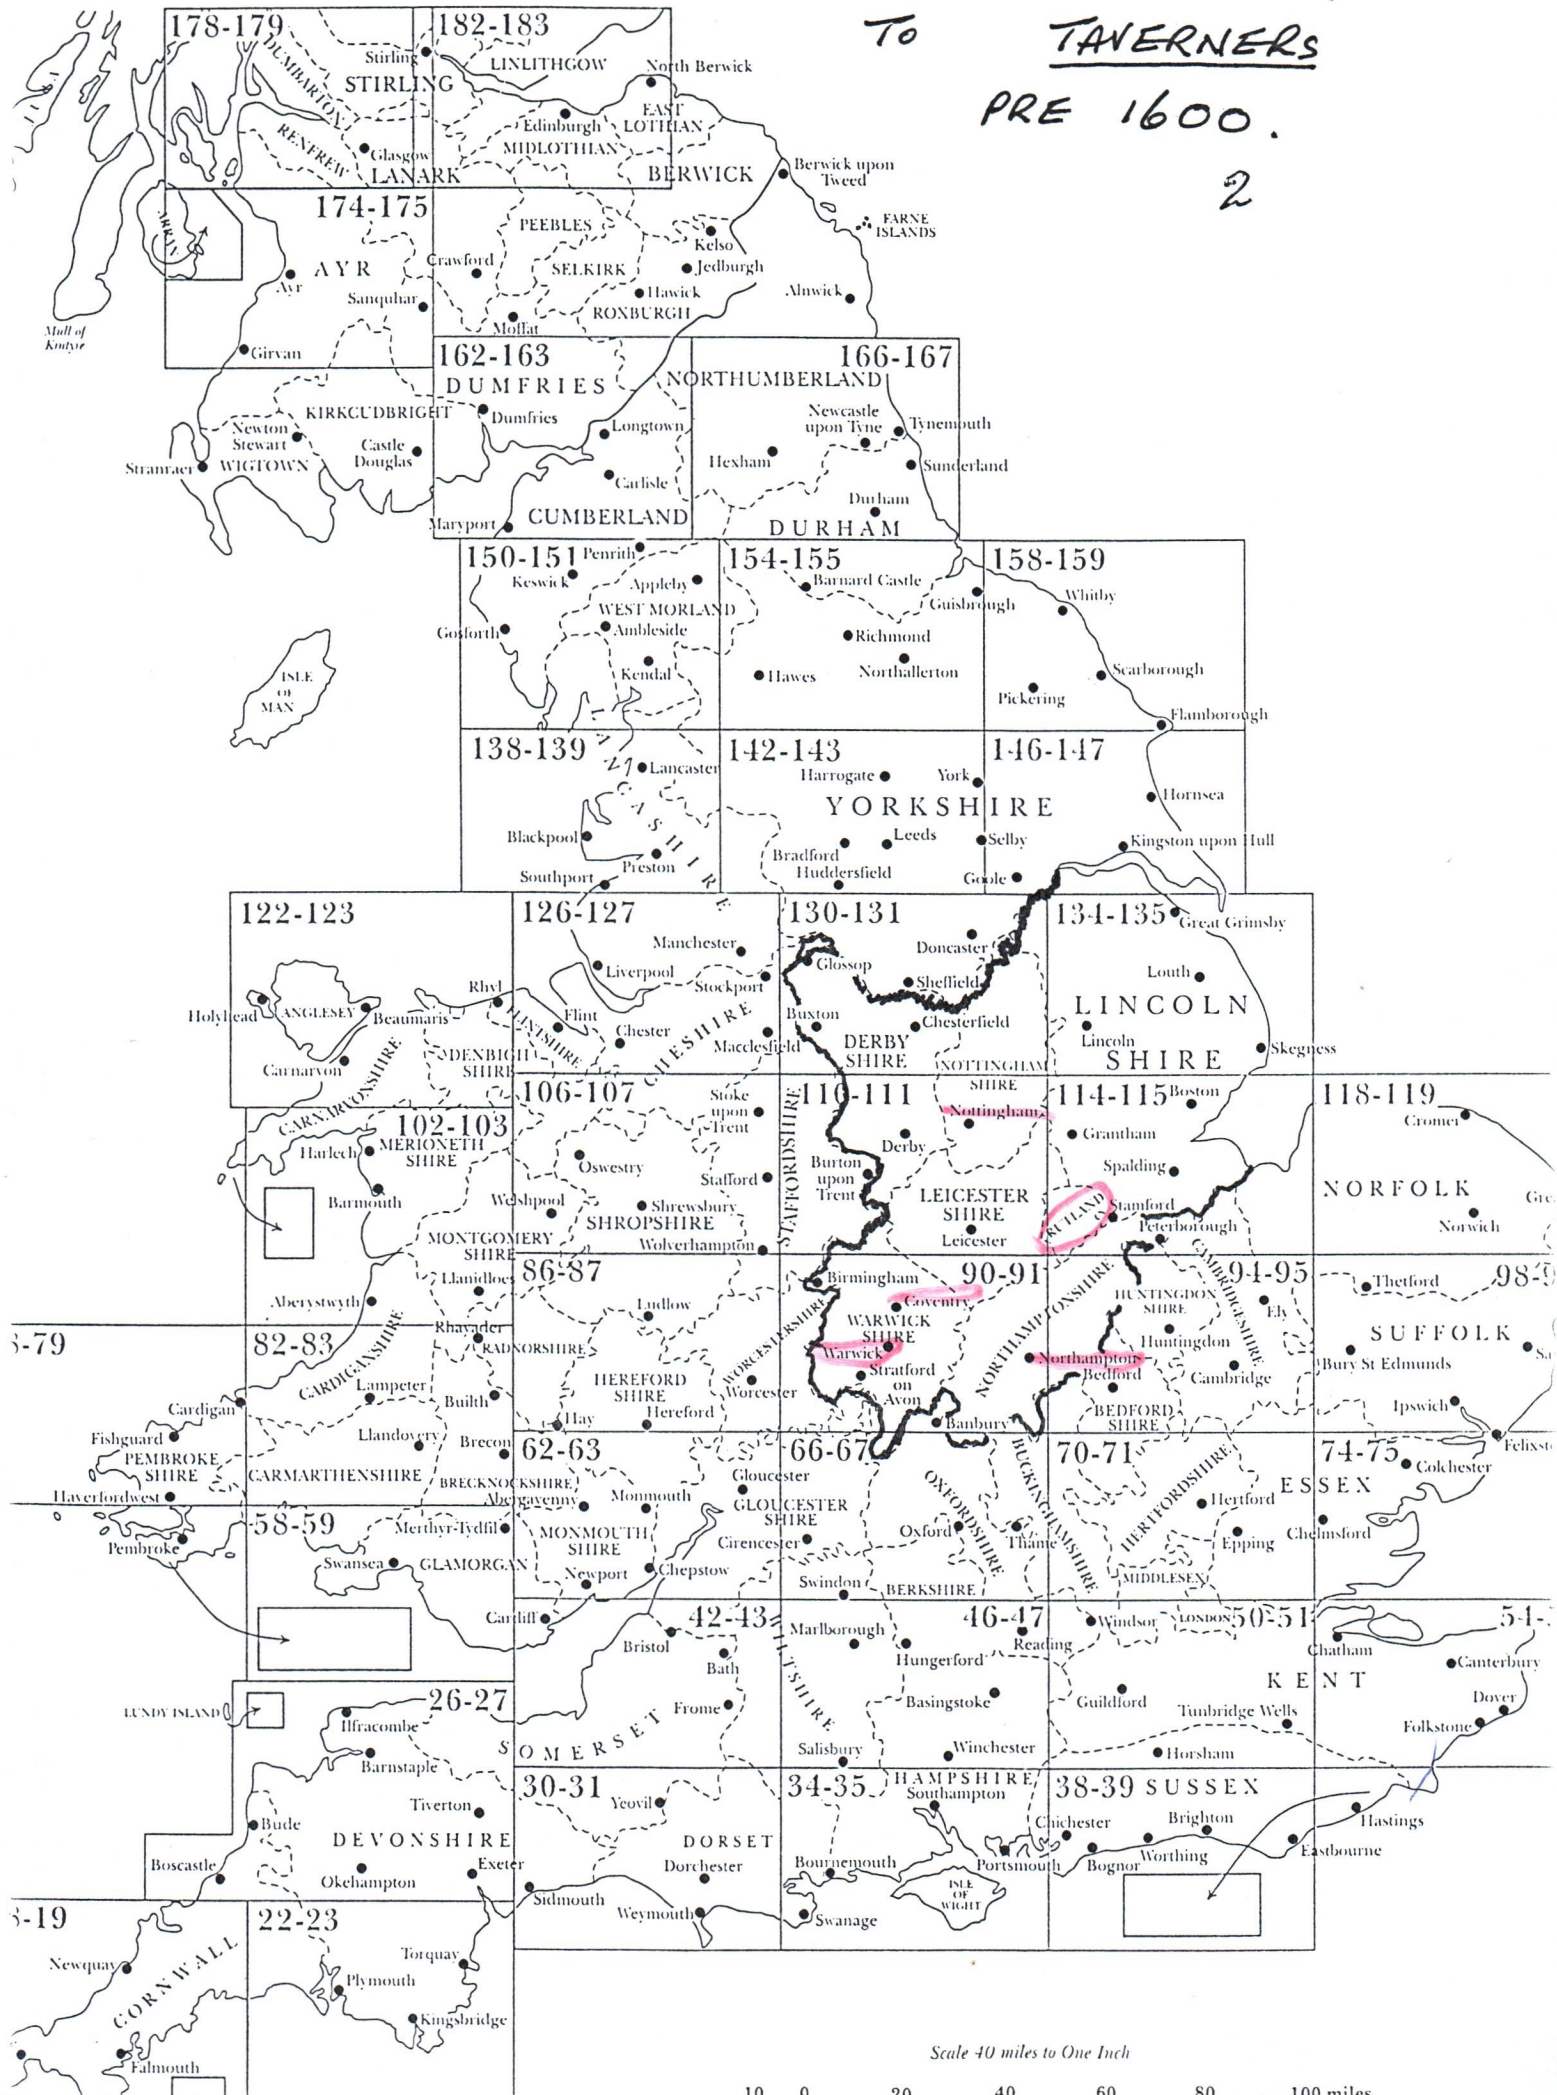 To TAVERNERS
PRE 1600.
2
178-179
182-183
Stirling
LINLITHGOW
North Berwick
DUMBARTON
STIRLING
EAST
LOTHIAN
Edinburgh
MIDLOTHIAN
RENFREW
Glasgow
LANARK
BERWICK
Berwick upon
Tweed
174-175
ARRAN
PEEBLES
FARNE
ISLANDS
Kelso
AYR
Crawford
SELKIRK
Jedburgh
Ayr
Sanquhar
Hawick
Alnwick
ROXBURGH
Mull of
Kintyre
Moffat
Girvan
162-163
166-167
DUMFRIES
NORTHUMBERLAND
KIRKCUDBRIGHT
Dumfries
Newcastle
upon Tyne
Tynemouth
Newton
Stewart
Castle
Douglas
Longtown
Hexham
Stranraer
WIGTOWN
Sunderland
Carlisle
Durham
Maryport
CUMBERLAND
DURHAM
150-151
Penrith
154-155
158-159
Keswick
Appleby
Barnard Castle
Guisbrough
Whitby
WEST MORLAND
Gosforth
Ambleside
Richmond
Kendal
Hawes
Northallerton
Scarborough
Pickering
ISLE
OF
MAN
Flamborough
138-139
142-143
146-147
LANCASHIRE
Lancaster
Harrogate
York
YORKSHIRE
Hornsea
Blackpool
Leeds
Selby
Kingston upon Hull
Preston
Bradford
Southport
Huddersfield
Goole
122-123
126-127
130-131
134-135
Great Grimsby
Manchester
Doncaster
Liverpool
Glossop
Louth
Stockport
Sheffield
Rhyl
Holyhead
ANGLESEY
Beaumaris
Flint
FLINTSHIRE
Buxton
LINCOLN
SHIRE
Chester
CHESHIRE
Macclesfield
DERBY
SHIRE
Chesterfield
Lincoln
Skegness
Carnarvon
DENBIGH
SHIRE
CARNARVONSHIRE
NOTTINGHAM
SHIRE
106-107
110-111
114-115
118-119
Stoke
upon
Trent
STAFFORDSHIRE
Nottingham
Boston
Cromer
102-103
MERIONETH
SHIRE
Harlech
Oswestry
Derby
Grantham
Barmouth
Stafford
Burton
upon
Trent
Spalding
Welshpool
Shrewsbury
SHROPSHIRE
LEICESTER
SHIRE
RUTLAND
Stamford
NORFOLK
Gre
MONTGOMERY
SHIRE
Wolverhampton
Leicester
Peterborough
Norwich
86-87
90-91
94-95
98-9
Llanidloes
Birmingham
CAMBRIDGESHIRE
Thetford
Aberystwyth
Ludlow
Coventry
NORTHAMPTONSHIRE
HUNTINGDON
SHIRE
Ely
82-83
Rhayader
RADNORSHIRE
WORCESTERSHIRE
WARWICK
SHIRE
Huntingdon
SUFFOLK
-79
CARDIGANSHIRE
Warwick
Northampton
Cambridge
Bury St Edmunds
Sa
Lampeter
HEREFORD
SHIRE
Worcester
Stratford
on
Avon
Bedford
Cardigan
Builth
Hay
Hereford
Banbury
BEDFORD
SHIRE
Ipswich
Fishguard
Llandovery
Brecon
62-63
66-67
70-71
74-75
Felixst
PEMBROKE
SHIRE
CARMARTHENSHIRE
BRECKNOCKSHIRE
Gloucester
OXFORDSHIRE
BUCKINGHAMSHIRE
HERTFORDSHIRE
Colchester
Haverfordwest
Abergavenny
Monmouth
GLOUCESTER
SHIRE
Hertford
ESSEX
58-59
Merthyr-Tydfil
MONMOUTH
SHIRE
Cirencester
Oxford
Thame
Epping
Chelmsford
Pembroke
Swansea
GLAMORGAN
Newport
Chepstow
Swindon
BERKSHIRE
MIDDLESEX
Cardiff
42-43
46-47
50-51
54-
Bristol
WILTSHIRE
Marlborough
Reading
Windsor
LONDON
Chatham
Bath
Hungerford
Canterbury
LUNDY ISLAND
26-27
Ilfracombe
Frome
Basingstoke
Guildford
KENT
Dover
Tunbridge Wells
Folkstone
SOMERSET
Salisbury
Winchester
Horsham
Barnstaple
30-31
34-35
HAMPSHIRE
38-39
SUSSEX
Tiverton
Yeovil
Southampton
Bude
DEVONSHIRE
DORSET
Chichester
Brighton
Hastings
Boscastle
Okehampton
Exeter
Dorchester
Bournemouth
Portsmouth
Bognor
Worthing
Eastbourne
Sidmouth
ISLE
OF
WIGHT
-19
22-23
Weymouth
Swanage
CORNWALL
Newquay
Torquay
Plymouth
Kingsbridge
Falmouth
Scale 40 miles to One Inch
10 0 20 40 60 80 100 miles